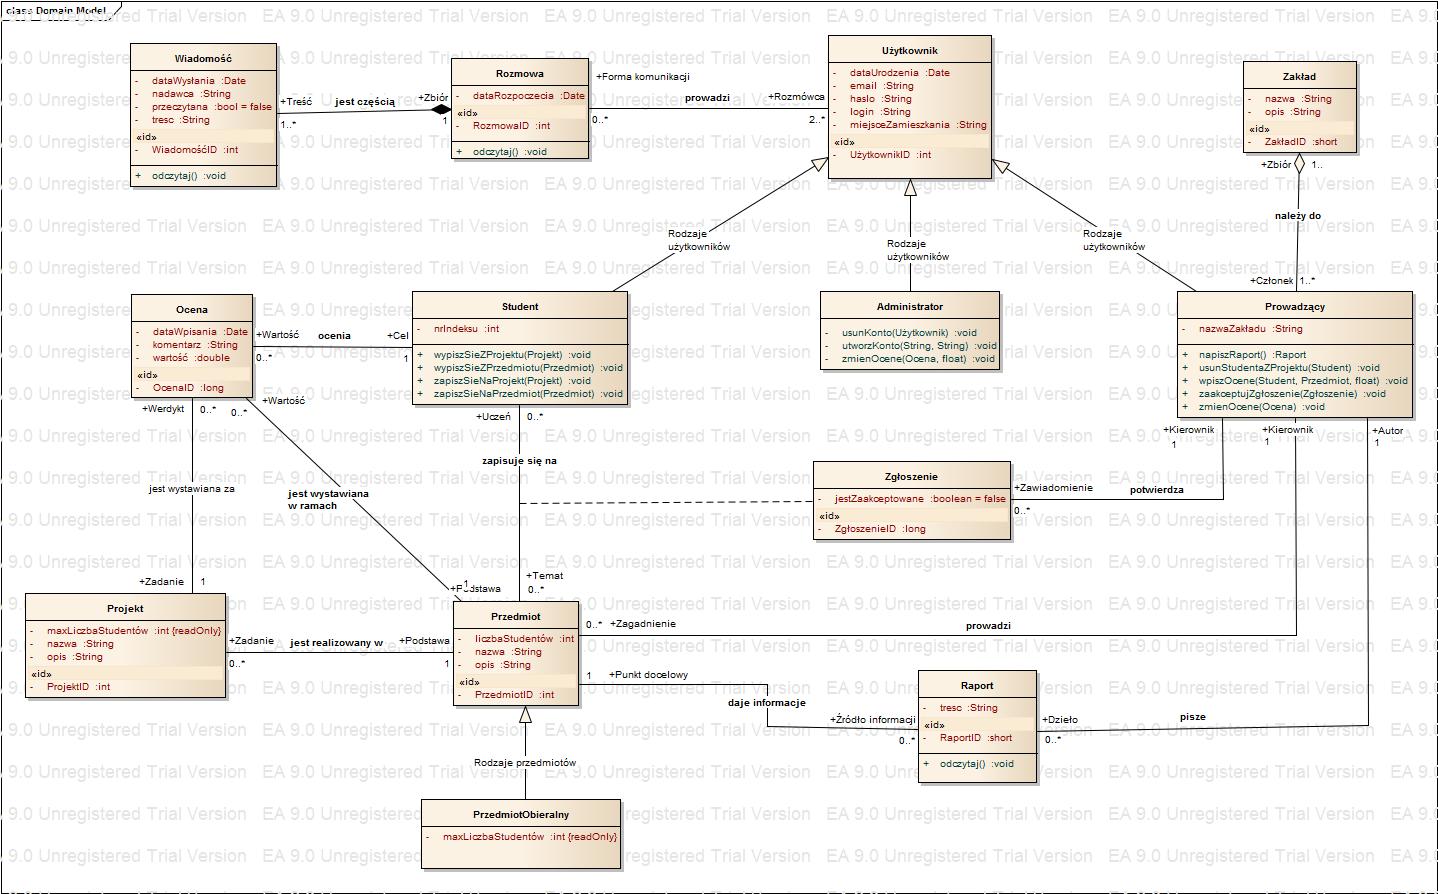 class Domain Model
Wiadomość
- dataWysłania :Date
- nadawca :String
- przeczytana :bool = false
- tresc :String
«id»
- WiadomośćID :int
+ odczytaj() :void
+Treść
1..*
jest częścią
+Zbiór
1
Rozmowa
- dataRozpoczecia :Date
«id»
- RozmowaID :int
+ odczytaj() :void
+Forma komunikacji
0..*
prowadzi
+Rozmówca
2..*
Użytkownik
- dataUrodzenia :Date
- email :String
- haslo :String
- login :String
- miejsceZamieszkania :String
«id»
- UżytkownikID :int
Zakład
- nazwa :String
- opis :String
«id»
- ZakładID :short
+Zbiór
1..
należy do
+Członek
1..*
Rodzaje
użytkowników
Rodzaje
użytkowników
Rodzaje
użytkowników
Ocena
- dataWpisania :Date
- komentarz :String
- wartość :double
«id»
- OcenaID :long
+Wartość
0..*
ocenia
+Cel
1
Student
- nrIndeksu :int
+ wypiszSieZProjektu(Projekt) :void
+ wypiszSieZPrzedmiotu(Przedmiot) :void
+ zapiszSieNaProjekt(Projekt) :void
+ zapiszSieNaPrzedmiot(Przedmiot) :void
Administrator
- usunKonto(Użytkownik) :void
- utworzKonto(String, String) :void
- zmienOcene(Ocena, float) :void
Prowadzący
- nazwaZakładu :String
+ napiszRaport() :Raport
+ usunStudentaZProjektu(Student) :void
+ wpiszOcene(Student, Przedmiot, float) :void
+ zaakceptujZgłoszenie(Zgłoszenie) :void
+ zmienOcene(Ocena) :void
+Werdykt
0..*
0..*
+Wartość
+Uczeń
0..*
+Kierownik
1
+Kierownik
1
+Autor
1
zapisuje się na
jest wystawiana za
jest wystawiana
w ramach
Zgłoszenie
- jestZaakceptowane :boolean = false
«id»
- ZgłoszenieID :long
+Zawiadomienie
0..*
potwierdza
+Zadanie
1
1
+Podstawa
+Temat
0..*
Projekt
- maxLiczbaStudentów :int {readOnly}
- nazwa :String
- opis :String
«id»
- ProjektID :int
+Zadanie
0..*
jest realizowany w
+Podstawa
1
Przedmiot
- liczbaStudentów :int
- nazwa :String
- opis :String
«id»
- PrzedmiotID :int
0..*
+Zagadnienie
prowadzi
1
+Punkt docelowy
daje informacje
+Źródło informacji
0..*
Raport
- tresc :String
«id»
- RaportID :short
+ odczytaj() :void
+Dzieło
0..*
pisze
Rodzaje przedmiotów
PrzedmiotObieralny
- maxLiczbaStudentów :int {readOnly}
EA 9.0 Unregistered Trial Version